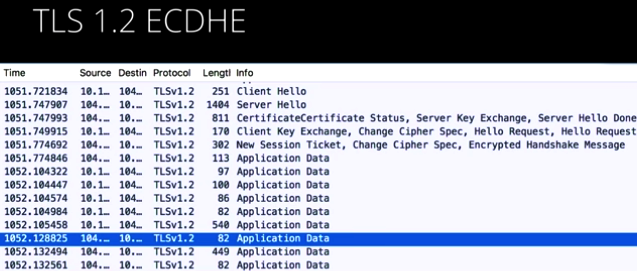 TLS 1.2 ECDHE
Time Source Destin Protocol Lengtl Info
1051.721834 10.1… 104… TLSv1.2 251 Client Hello
1051.747907 104.… 10.… TLSv1.2 1404 Server Hello
1051.747993 104.… 10.… TLSv1.2 811 CertificateCertificate Status, Server Key Exchange, Server Hello Done
1051.749915 10.1… 104… TLSv1.2 170 Client Key Exchange, Change Cipher Spec, Hello Request, Hello Request
1051.774692 104.… 10.… TLSv1.2 302 New Session Ticket, Change Cipher Spec, Encrypted Handshake Message
1051.774846 104.… 10.… TLSv1.2 113 Application Data
1052.104322 10.1… 104… TLSv1.2 97 Application Data
1052.104447 10.1… 104… TLSv1.2 100 Application Data
1052.104574 10.1… 104… TLSv1.2 86 Application Data
1052.104984 10.1… 104… TLSv1.2 82 Application Data
1052.105458 10.1… 104… TLSv1.2 540 Application Data
1052.128825 104.… 10.… TLSv1.2 82 Application Data
1052.132494 104.… 10.… TLSv1.2 449 Application Data
1052.132561 104.… 10.… TLSv1.2 82 Application Data